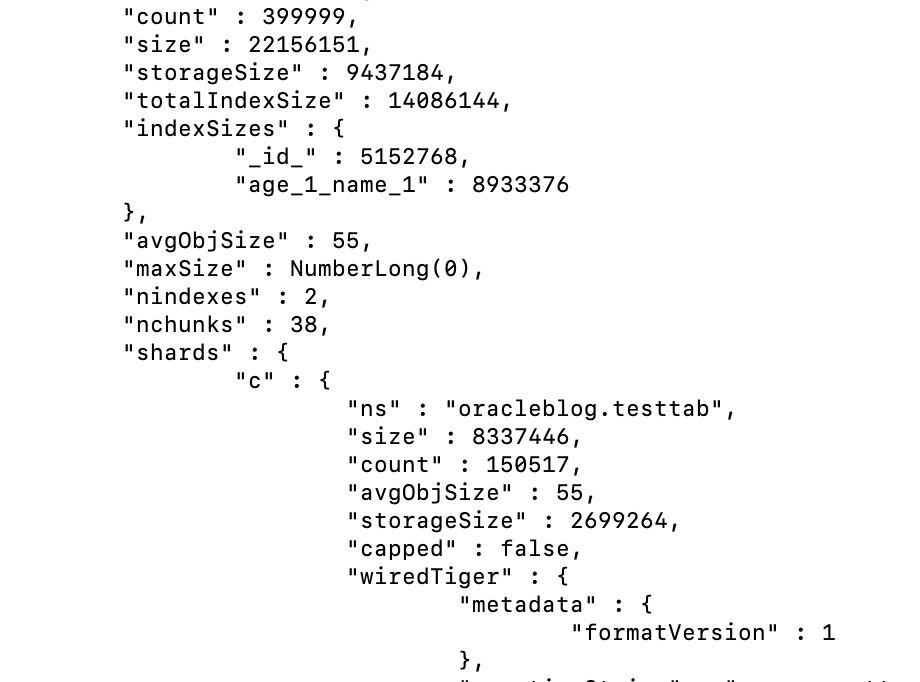 "count" : 399999,
"size" : 22156151,
"storageSize" : 9437184,
"totalIndexSize" : 14086144,
"indexSizes" : {
"_id_" : 5152768,
"age_1_name_1" : 8933376
},
"avgObjSize" : 55,
"maxSize" : NumberLong(0),
"nindexes" : 2,
"nchunks" : 38,
"shards" : {
"c" : {
"ns" : "oracleblog.testtab",
"size" : 8337446,
"count" : 150517,
"avgObjSize" : 55,
"storageSize" : 2699264,
"capped" : false,
"wiredTiger" : {
"metadata" : {
"formatVersion" : 1
},